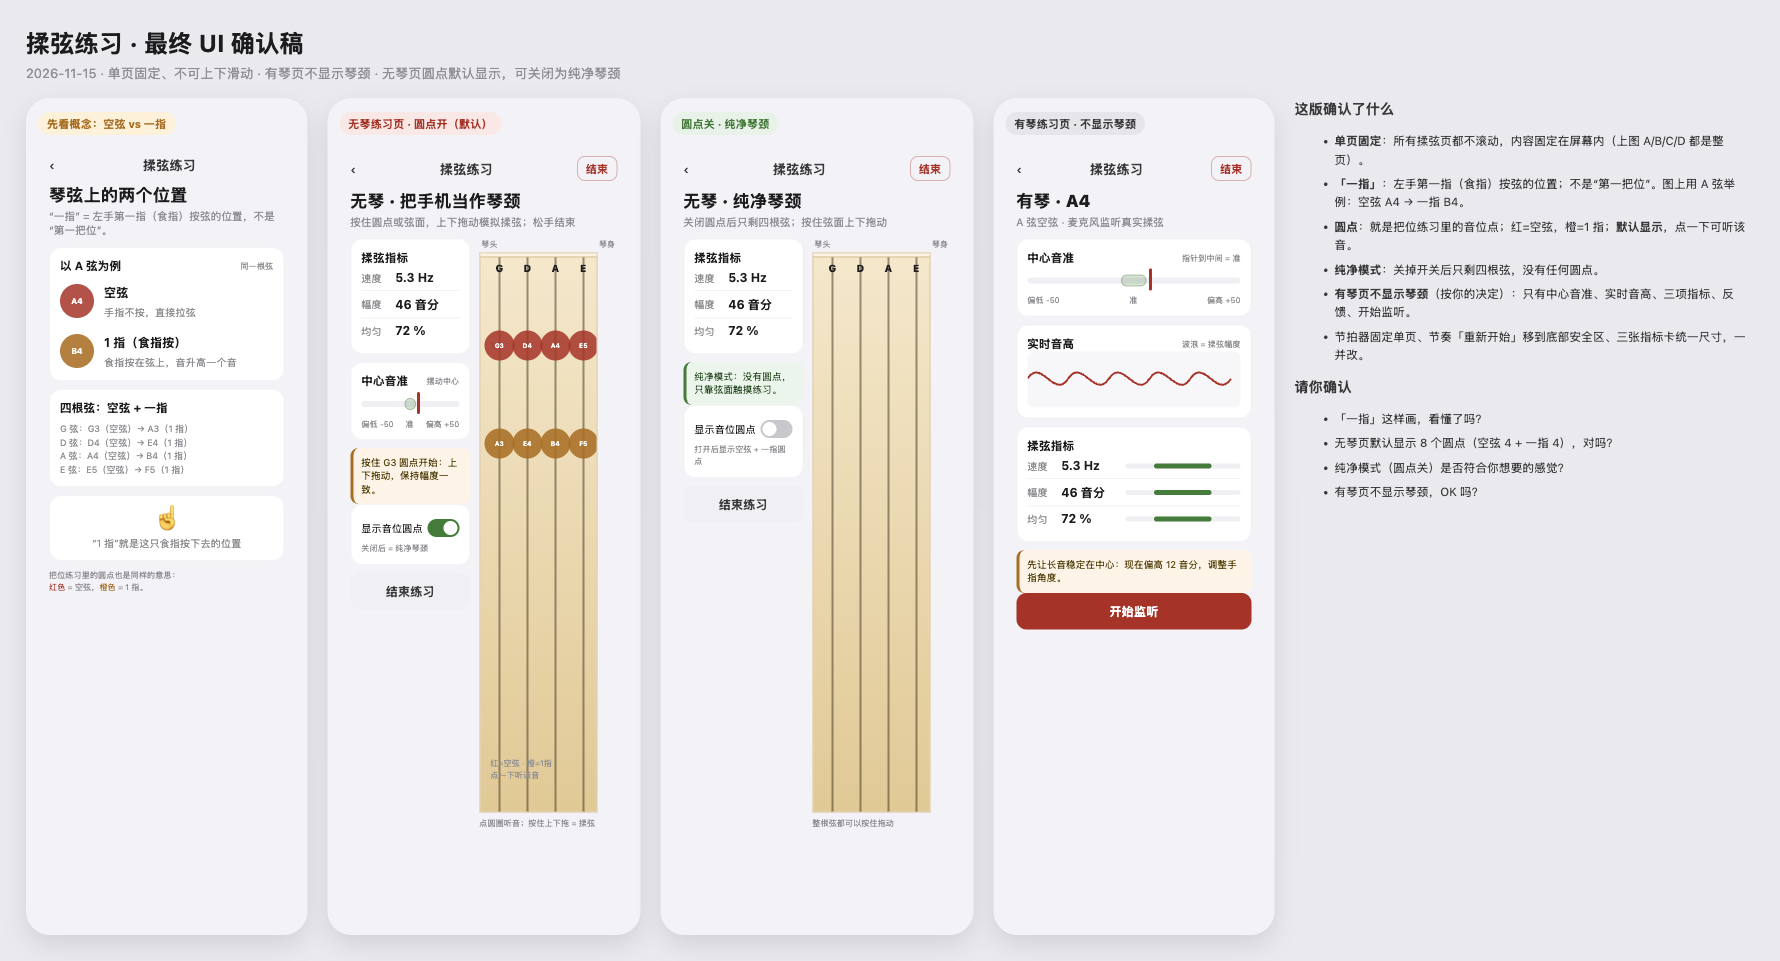 揉弦练习 · 最终 UI 确认稿
2026-11-15 · 单页固定、不可上下滑动 · 有琴页不显示琴颈 · 无琴页圆点默认显示，可关闭为纯净琴颈
先看概念：空弦 vs 一指
‹
揉弦练习
琴弦上的两个位置
“一指” = 左手第一指（食指）按弦的位置，不是
“第一把位”。
以 A 弦为例
同一根弦
A4
空弦
手指不按，直接拉弦
B4
1 指（食指按）
食指按在弦上，音升高一个音
四根弦：空弦 + 一指
G 弦：G3（空弦）→ A3（1 指）
D 弦：D4（空弦）→ E4（1 指）
A 弦：A4（空弦）→ B4（1 指）
E 弦：E5（空弦）→ F5（1 指）
“1 指”就是这只食指按下去的位置
把位练习里的圆点也是同样的意思：
红色 = 空弦，橙色 = 1 指。
无琴练习页 · 圆点开（默认）
‹
揉弦练习
结束
无琴 · 把手机当作琴颈
按住圆点或弦面，上下拖动模拟揉弦；松手结束
揉弦指标
速度 5.3 Hz
幅度 46 音分
均匀 72 %
中心音准
摆动中心
偏低 -50 准 偏高 +50
按住 G3 圆点开始：上
下拖动，保持幅度一
致。
显示音位圆点
关闭后 = 纯净琴颈
结束练习
琴头 琴身
G D A E
G3 D4 A4 E5
A3 E4 B4 F5
红=空弦 · 橙=1指
点一下听该音
点圆圈听音；按住上下拖 = 揉弦
圆点关 · 纯净琴颈
‹
揉弦练习
结束
无琴 · 纯净琴颈
关闭圆点后只剩四根弦；按住弦面上下拖动
揉弦指标
速度 5.3 Hz
幅度 46 音分
均匀 72 %
纯净模式：没有圆点，
只靠弦面触摸练习。
显示音位圆点
打开后显示空弦 + 一指圆
点
结束练习
琴头 琴身
G D A E
整根弦都可以按住拖动
有琴练习页 · 不显示琴颈
‹
揉弦练习
结束
有琴 · A4
A 弦空弦 · 麦克风监听真实揉弦
中心音准
指针到中间 = 准
偏低 -50 准 偏高 +50
实时音高
波浪 = 揉弦幅度
揉弦指标
速度 5.3 Hz
幅度 46 音分
均匀 72 %
先让长音稳定在中心：现在偏高 12 音分，调整手
指角度。
开始监听
这版确认了什么
• 单页固定：所有揉弦页都不滚动，内容固定在屏幕内（上图 A/B/C/D 都是整
页）。
• 「一指」：左手第一指（食指）按弦的位置；不是“第一把位”。图上用 A 弦举
例：空弦 A4 → 一指 B4。
• 圆点：就是把位练习里的音位点；红=空弦，橙=1 指；默认显示，点一下可听该
音。
• 纯净模式：关掉开关后只剩四根弦，没有任何圆点。
• 有琴页不显示琴颈（按你的决定）：只有中心音准、实时音高、三项指标、反
馈、开始监听。
• 节拍器固定单页、节奏「重新开始」移到底部安全区、三张指标卡统一尺寸，一
并改。
请你确认
• 「一指」这样画，看懂了吗？
• 无琴页默认显示 8 个圆点（空弦 4 + 一指 4），对吗？
• 纯净模式（圆点关）是否符合你想要的感觉？
• 有琴页不显示琴颈，OK 吗？